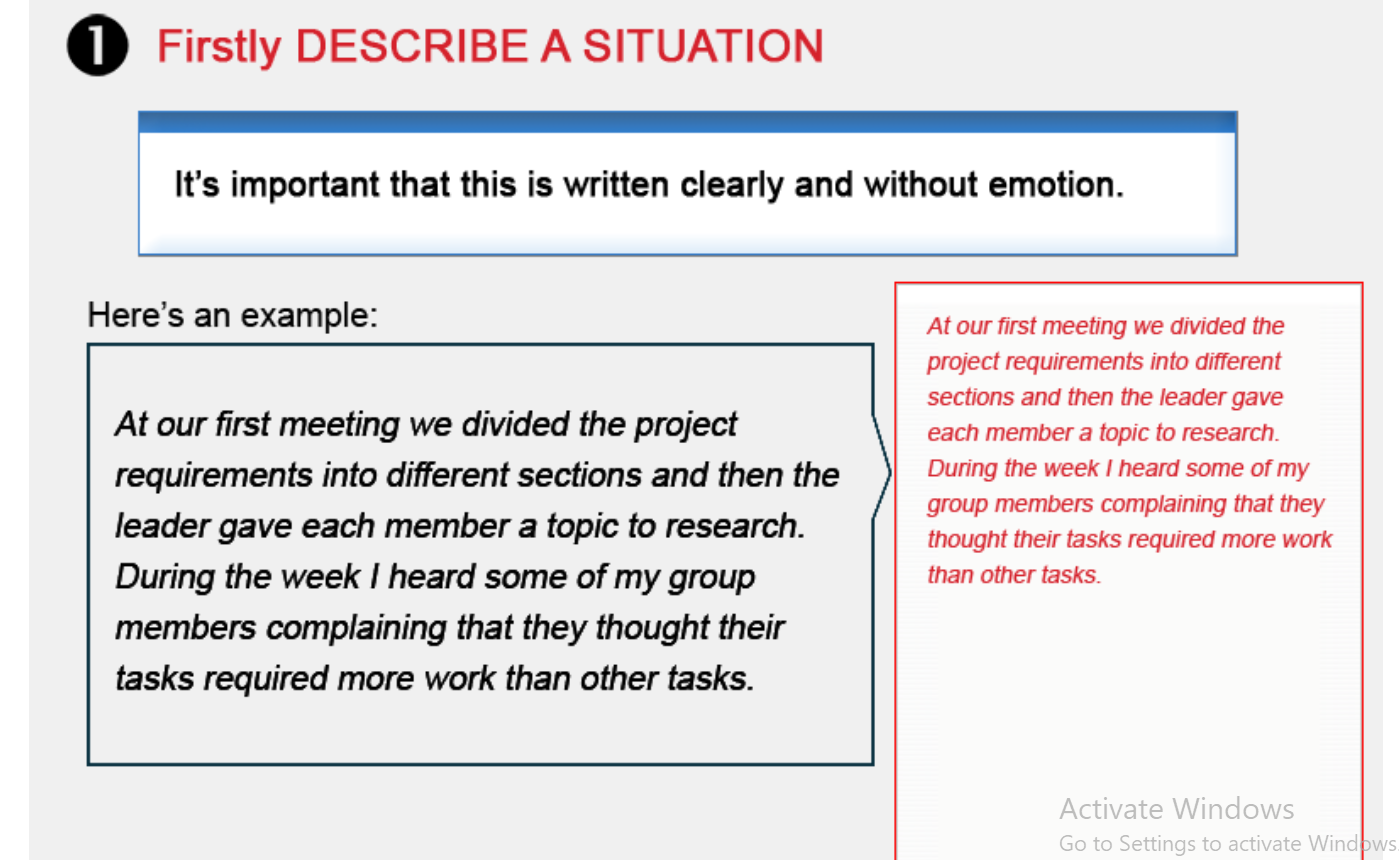 1 Firstly DESCRIBE A SITUATION
It's important that this is written clearly and without emotion.
Here's an example:
At our first meeting we divided the project
requirements into different sections and then the
leader gave each member a topic to research.
During the week I heard some of my group
members complaining that they thought their
tasks required more work than other tasks.
At our first meeting we divided the
project requirements into different
sections and then the leader gave
each member a topic to research.
During the week I heard some of my
group members complaining that they
thought their tasks required more work
than other tasks.
Activate Windows
Go to Settings to activate Windows